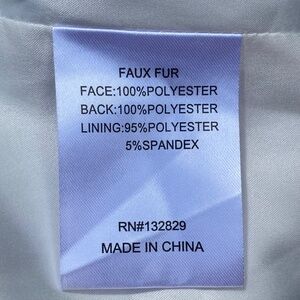 FAUX FUR
FACE:100%POLYESTER
BACK:100%POLYESTER
LINING:95%POLYESTER
5%SPANDEX
RN#132829
MADE IN CHINA